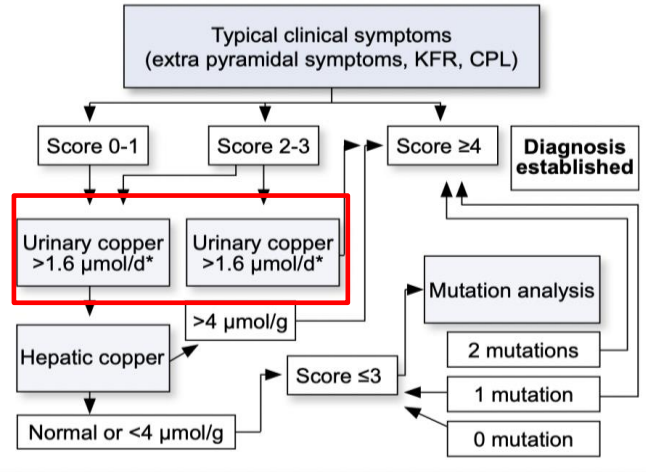 Typical clinical symptoms
(extra pyramidal symptoms, KFR, CPL)
Score 0-1
Score 2-3
Score ≥4
Diagnosis
established
Urinary copper
>1.6 µmol/d*
Urinary copper
>1.6 µmol/d*
Mutation analysis
>4 µmol/g
Hepatic copper
2 mutations
Score ≤3
1 mutation
Normal or <4 µmol/g
0 mutation